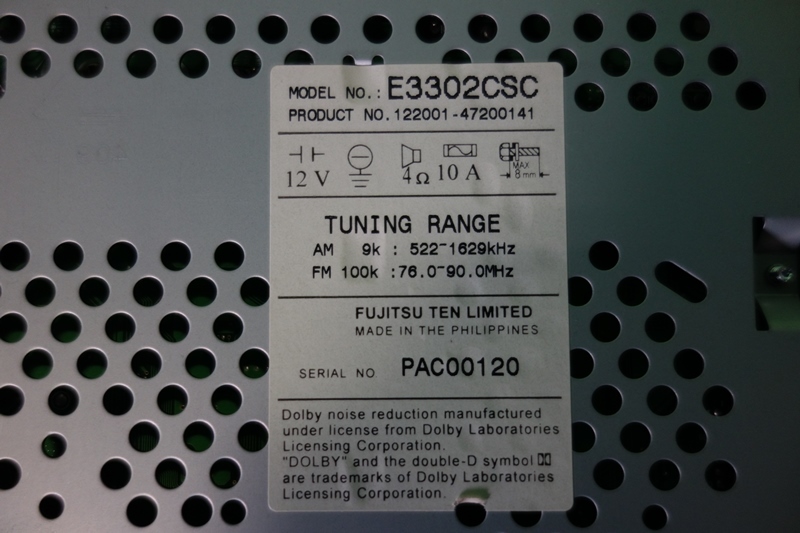 MODEL NO.: E3302CSC
PRODUCT NO. 122001-47200141
12 V 4Ω 10 A MAX 8 mm
TUNING RANGE
AM 9k : 522~1629kHz
FM 100k :76.0~90.0MHz
FUJITSU TEN LIMITED
MADE IN THE PHILIPPINES
SERIAL NO PAC00120
Dolby noise reduction manufactured
under license from Dolby Laboratories
Licensing Corporation.
"DOLBY" and the double-D symbol
are trademarks of Dolby Laboratories
Licensing Corporation.